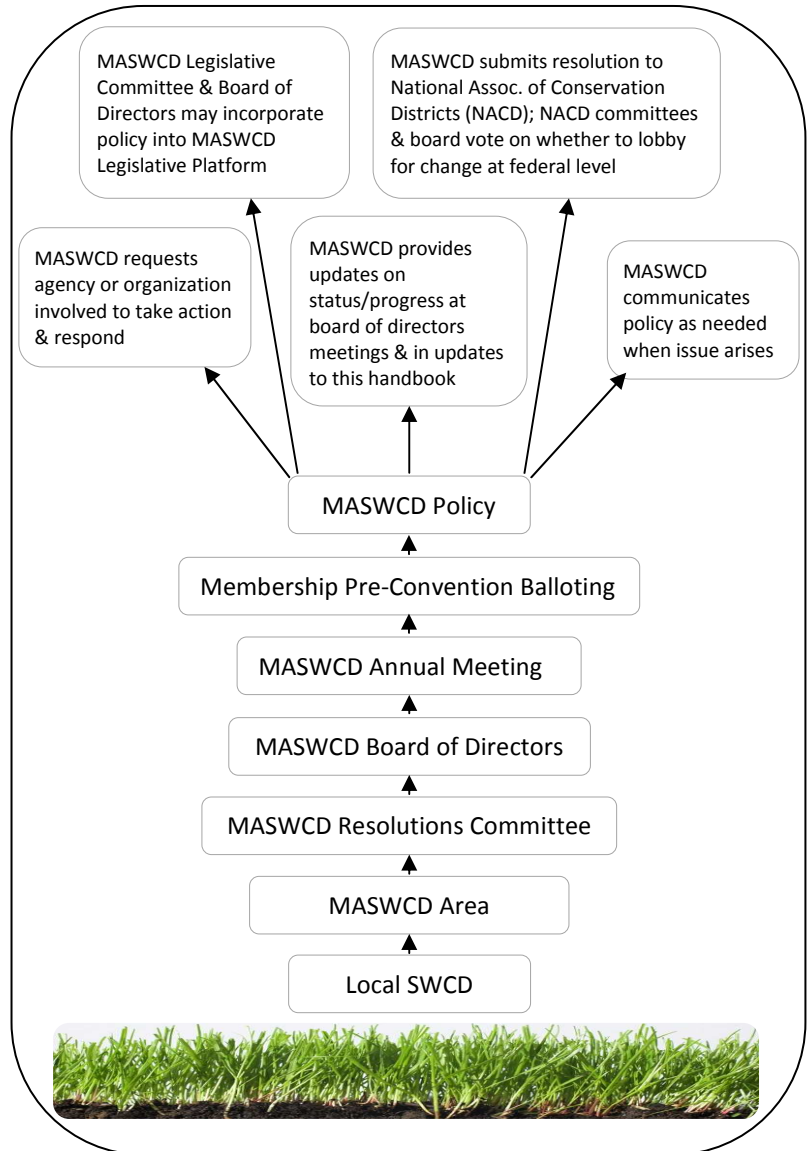 MASWCD Legislative
Committee & Board of
Directors may incorporate
policy into MASWCD
Legislative Platform
MASWCD submits resolution to
National Assoc. of Conservation
Districts (NACD); NACD committees
& board vote on whether to lobby
for change at federal level
MASWCD requests
agency or organization
involved to take action
& respond
MASWCD provides
updates on
status/progress at
board of directors
meetings & in updates
to this handbook
MASWCD
communicates
policy as needed
when issue arises
MASWCD Policy
Membership Pre-Convention Balloting
MASWCD Annual Meeting
MASWCD Board of Directors
MASWCD Resolutions Committee
MASWCD Area
Local SWCD